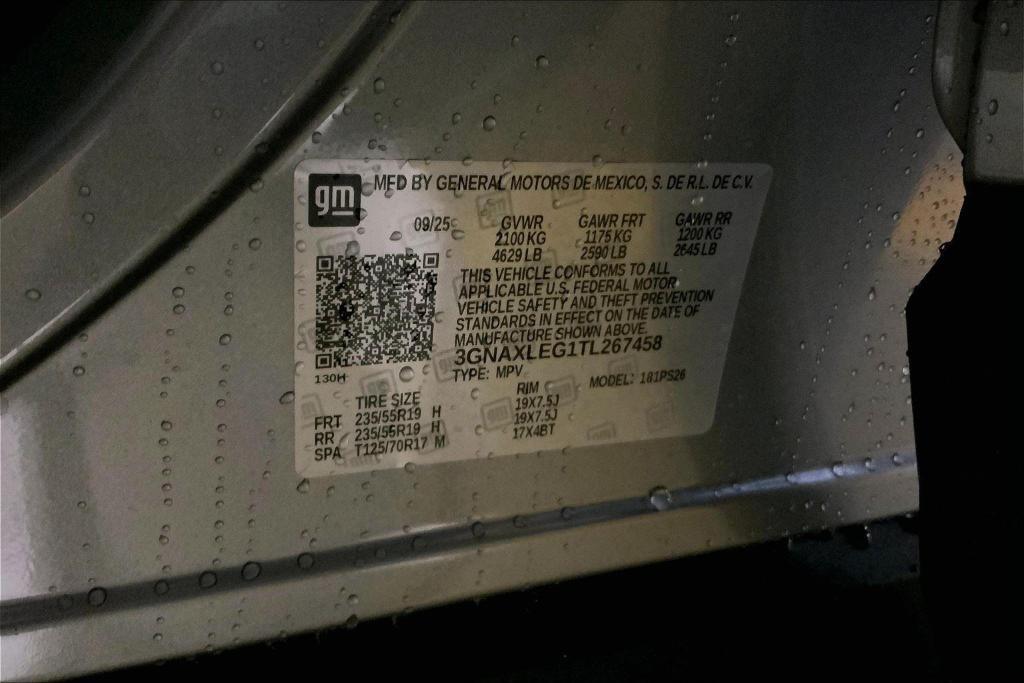 gm
MFD BY GENERAL MOTORS DE MEXICO, S. DE R.L. DE C.V.
09/25 GVWR GAWR FRT GAWR RR
2100 KG 1175 KG 1200 KG
4629 LB 2590 LB 2645 LB
THIS VEHICLE CONFORMS TO ALL
APPLICABLE U.S. FEDERAL MOTOR
VEHICLE SAFETY AND THEFT PREVENTION
STANDARDS IN EFFECT ON THE DATE OF
MANUFACTURE SHOWN ABOVE.
3GNAXLEG1TL267458
TYPE: MPV MODEL: 181PS26
130H
TIRE SIZE RIM
FRT 235/55R19 H 19X7.5J
RR 235/55R19 H 19X7.5J
SPA T125/70R17 M 17X4BT